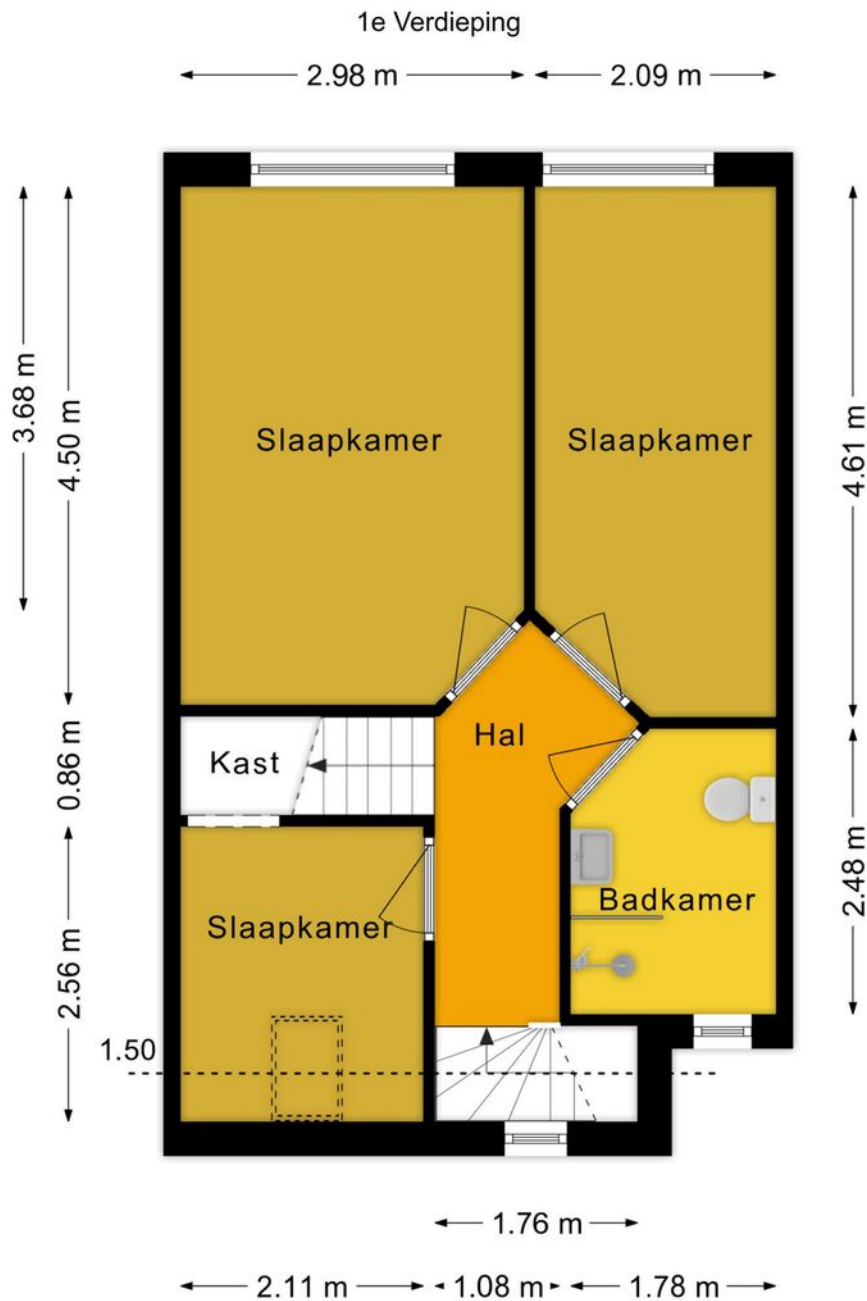 1e Verdieping
2.98 m
2.09 m
3.68 m
4.50 m
4.61 m
Slaapkamer
Slaapkamer
Hal
Kast
0.86 m
2.48 m
Badkamer
Slaapkamer
2.56 m
1.50
1.76 m
2.11 m
1.08 m
1.78 m